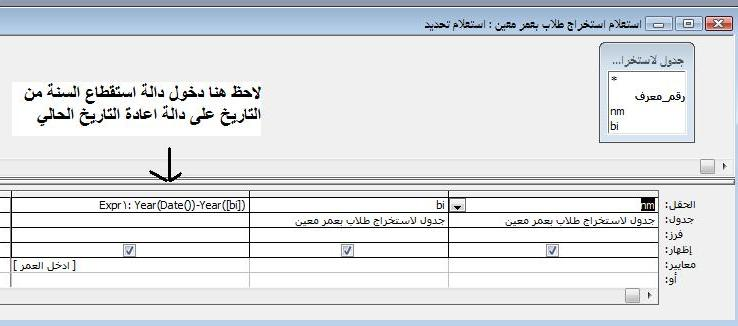 استعلام استخراج طلاب بعمر معين : استعلام تحديد
جدول لاستخرا...
*
رقم_معرف
nm
bi
لاحظ هنا دخول دالة استقطاع السنة من
التاريخ على دالة اعادة التاريخ الحالي
الحقل: nm bi Expr١: Year(Date())-Year([bi])
جدول: جدول لاستخراج طلاب بعمر معين جدول لاستخراج طلاب بعمر معين
فرز:
إظهار:
معايير: [ ادخل العمر ]
أو: